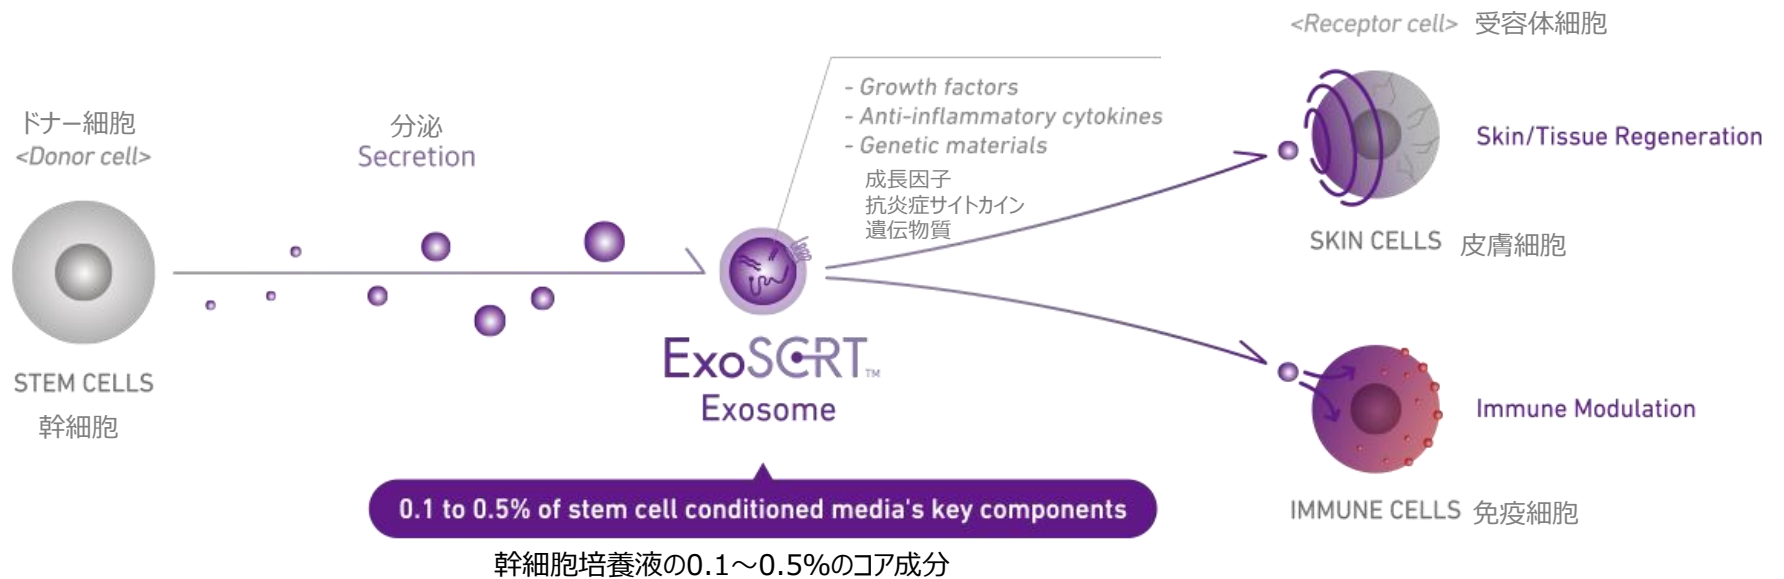 ドナー細胞
<Donor cell>
STEM CELLS
幹細胞
分泌
Secretion
- Growth factors
- Anti-inflammatory cytokines
- Genetic materials
成長因子
抗炎症サイトカイン
遺伝物質
ExoSCRT™
Exosome
0.1 to 0.5% of stem cell conditioned media's key components
幹細胞培養液の0.1～0.5%のコア成分
<Receptor cell> 受容体細胞
Skin/Tissue Regeneration
SKIN CELLS 皮膚細胞
Immune Modulation
IMMUNE CELLS 免疫細胞